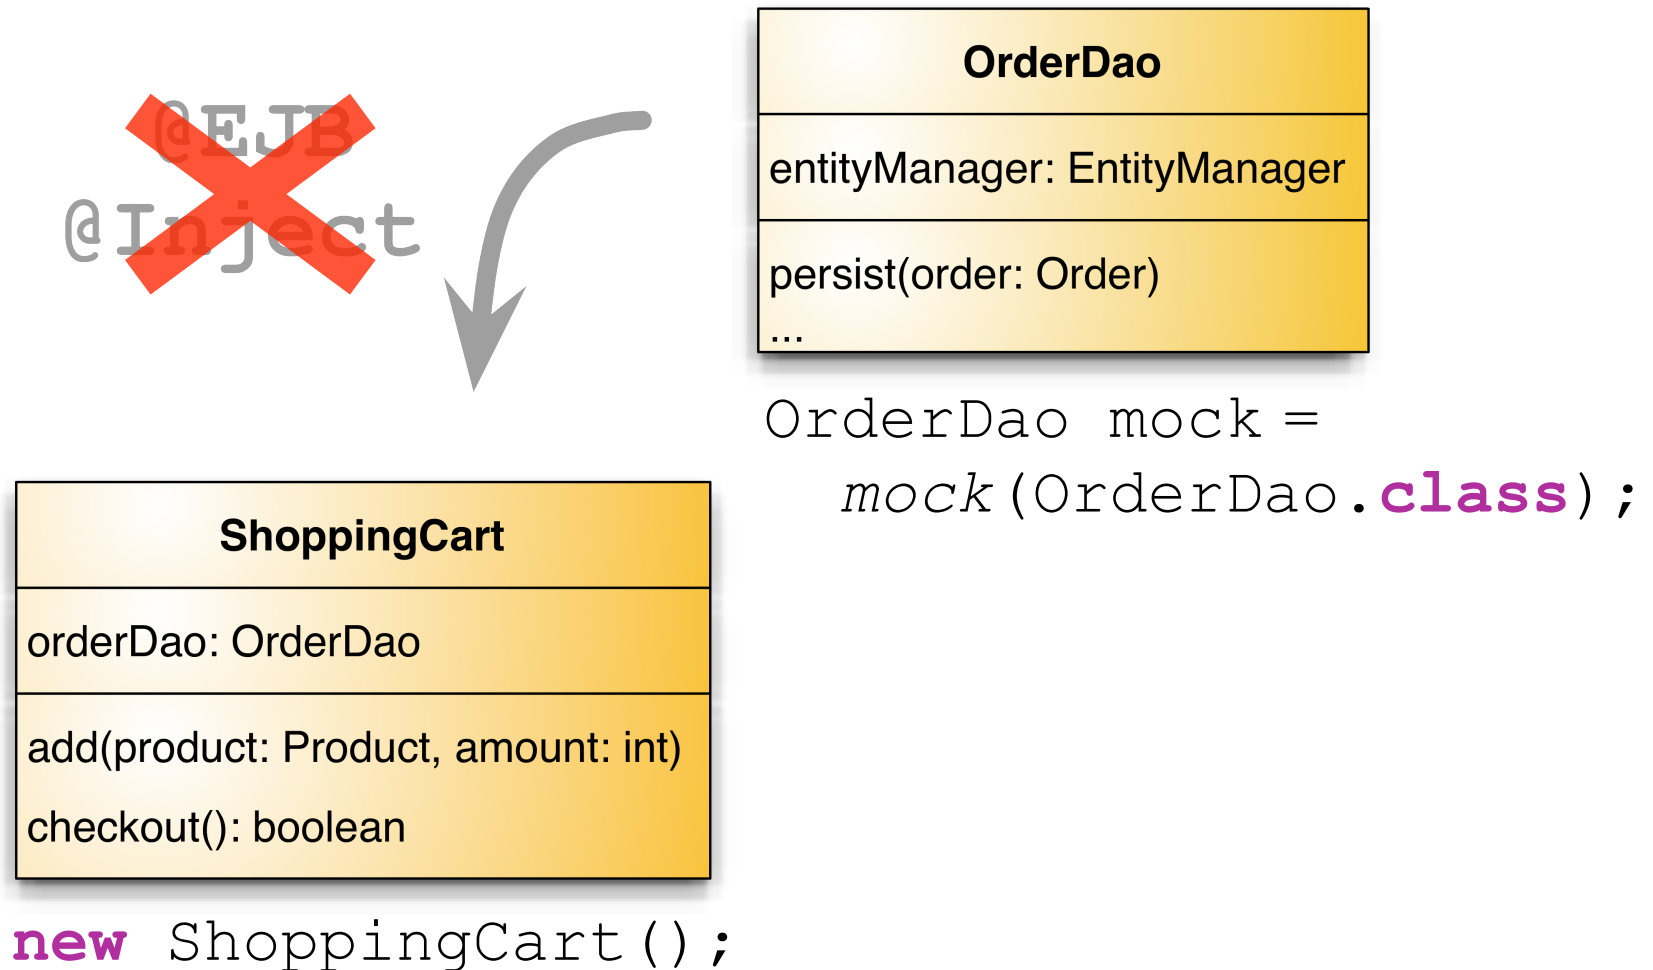 @EJB
@Inject
OrderDao
entityManager: EntityManager
persist(order: Order)
...
OrderDao mock =
mock(OrderDao.class);
ShoppingCart
orderDao: OrderDao
add(product: Product, amount: int)
checkout(): boolean
new ShoppingCart();